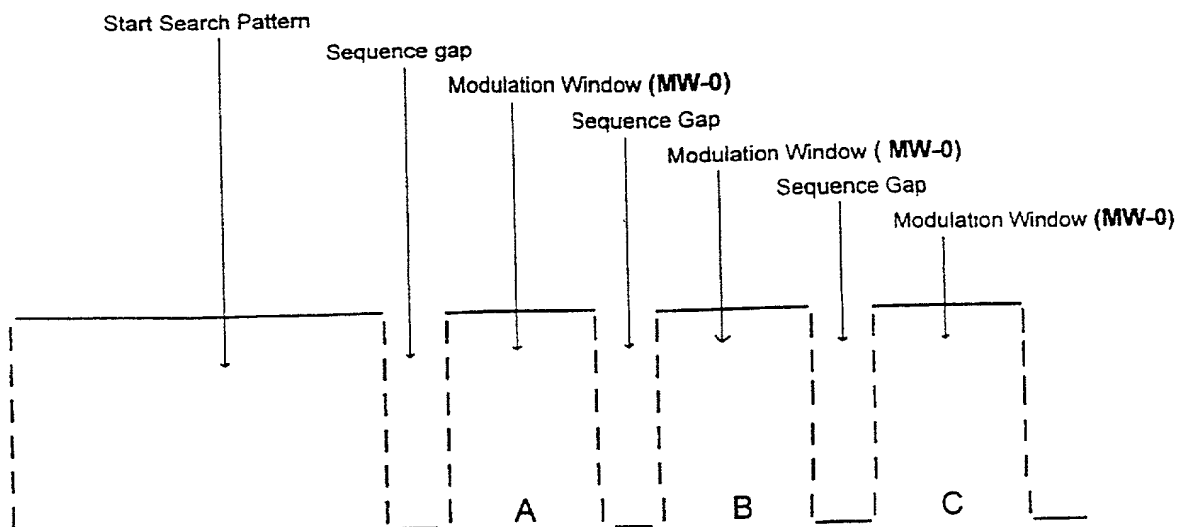 Start Search Pattern
Sequence gap
Modulation Window (MW-0)
Sequence Gap
Modulation Window ( MW-0)
Sequence Gap
Modulation Window (MW-0)
A B C